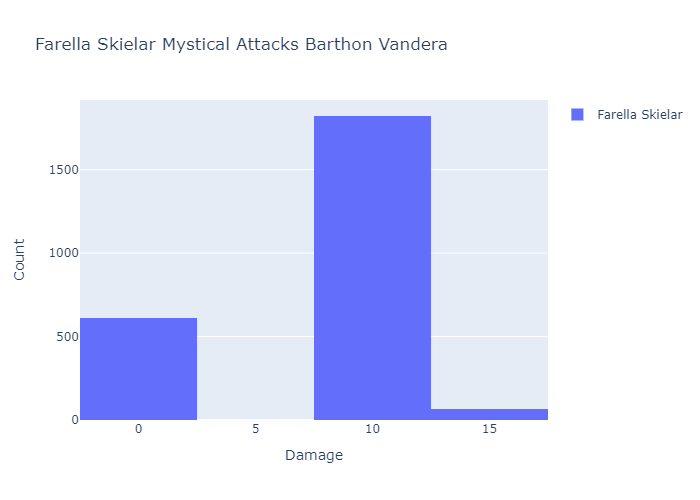 Farella Skielar Mystical Attacks Barthon Vandera
Farella Skielar
1500
1000
500
0
Count
0 5 10 15
Damage